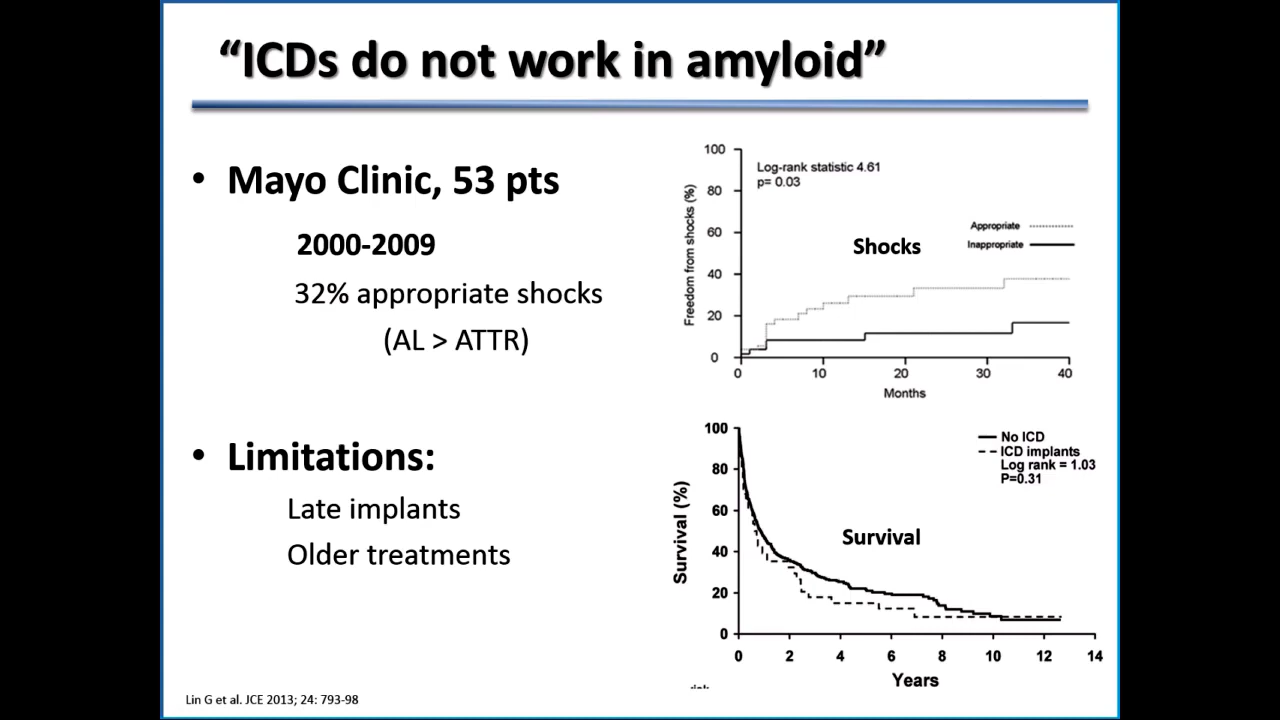 “ICDs do not work in amyloid”
• Mayo Clinic, 53 pts
2000-2009
32% appropriate shocks
(AL > ATTR)
• Limitations:
Late implants
Older treatments
Lin G et al. JCE 2013; 24: 793-98
Freedom from shocks (%)
100
80
60
40
20
0
Log-rank statistic 4.61
p= 0.03
Appropriate
Inappropriate
Shocks
0 10 20 30 40
Months
Survival (%)
100
80
60
40
20
0
No ICD
ICD implants
Log rank = 1.03
P=0.31
Survival
0 2 4 6 8 10 12 14
Years